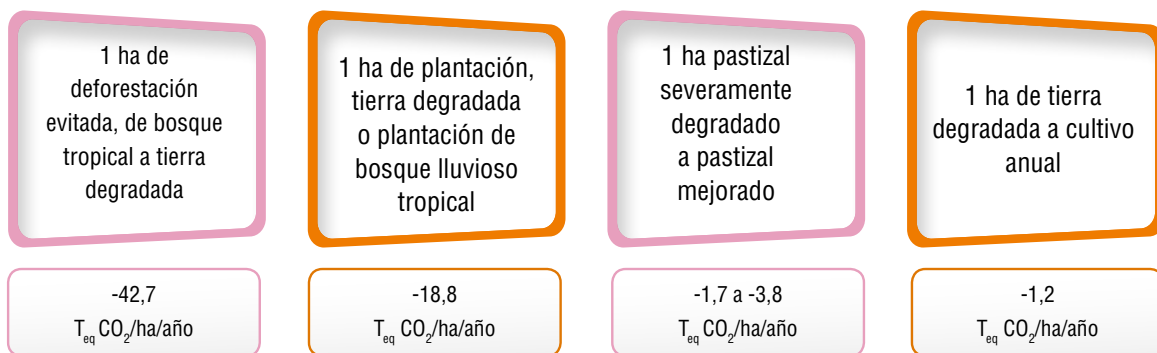 1 ha de
deforestación
evitada, de bosque
tropical a tierra
degradada
-42,7
Teq CO2/ha/año
1 ha de plantación,
tierra degradada
o plantación de
bosque lluvioso
tropical
-18,8
Teq CO2/ha/año
1 ha pastizal
severamente
degradado
a pastizal
mejorado
-1,7 a -3,8
Teq CO2/ha/año
1 ha de tierra
degradada a cultivo
anual
-1,2
Teq CO2/ha/año